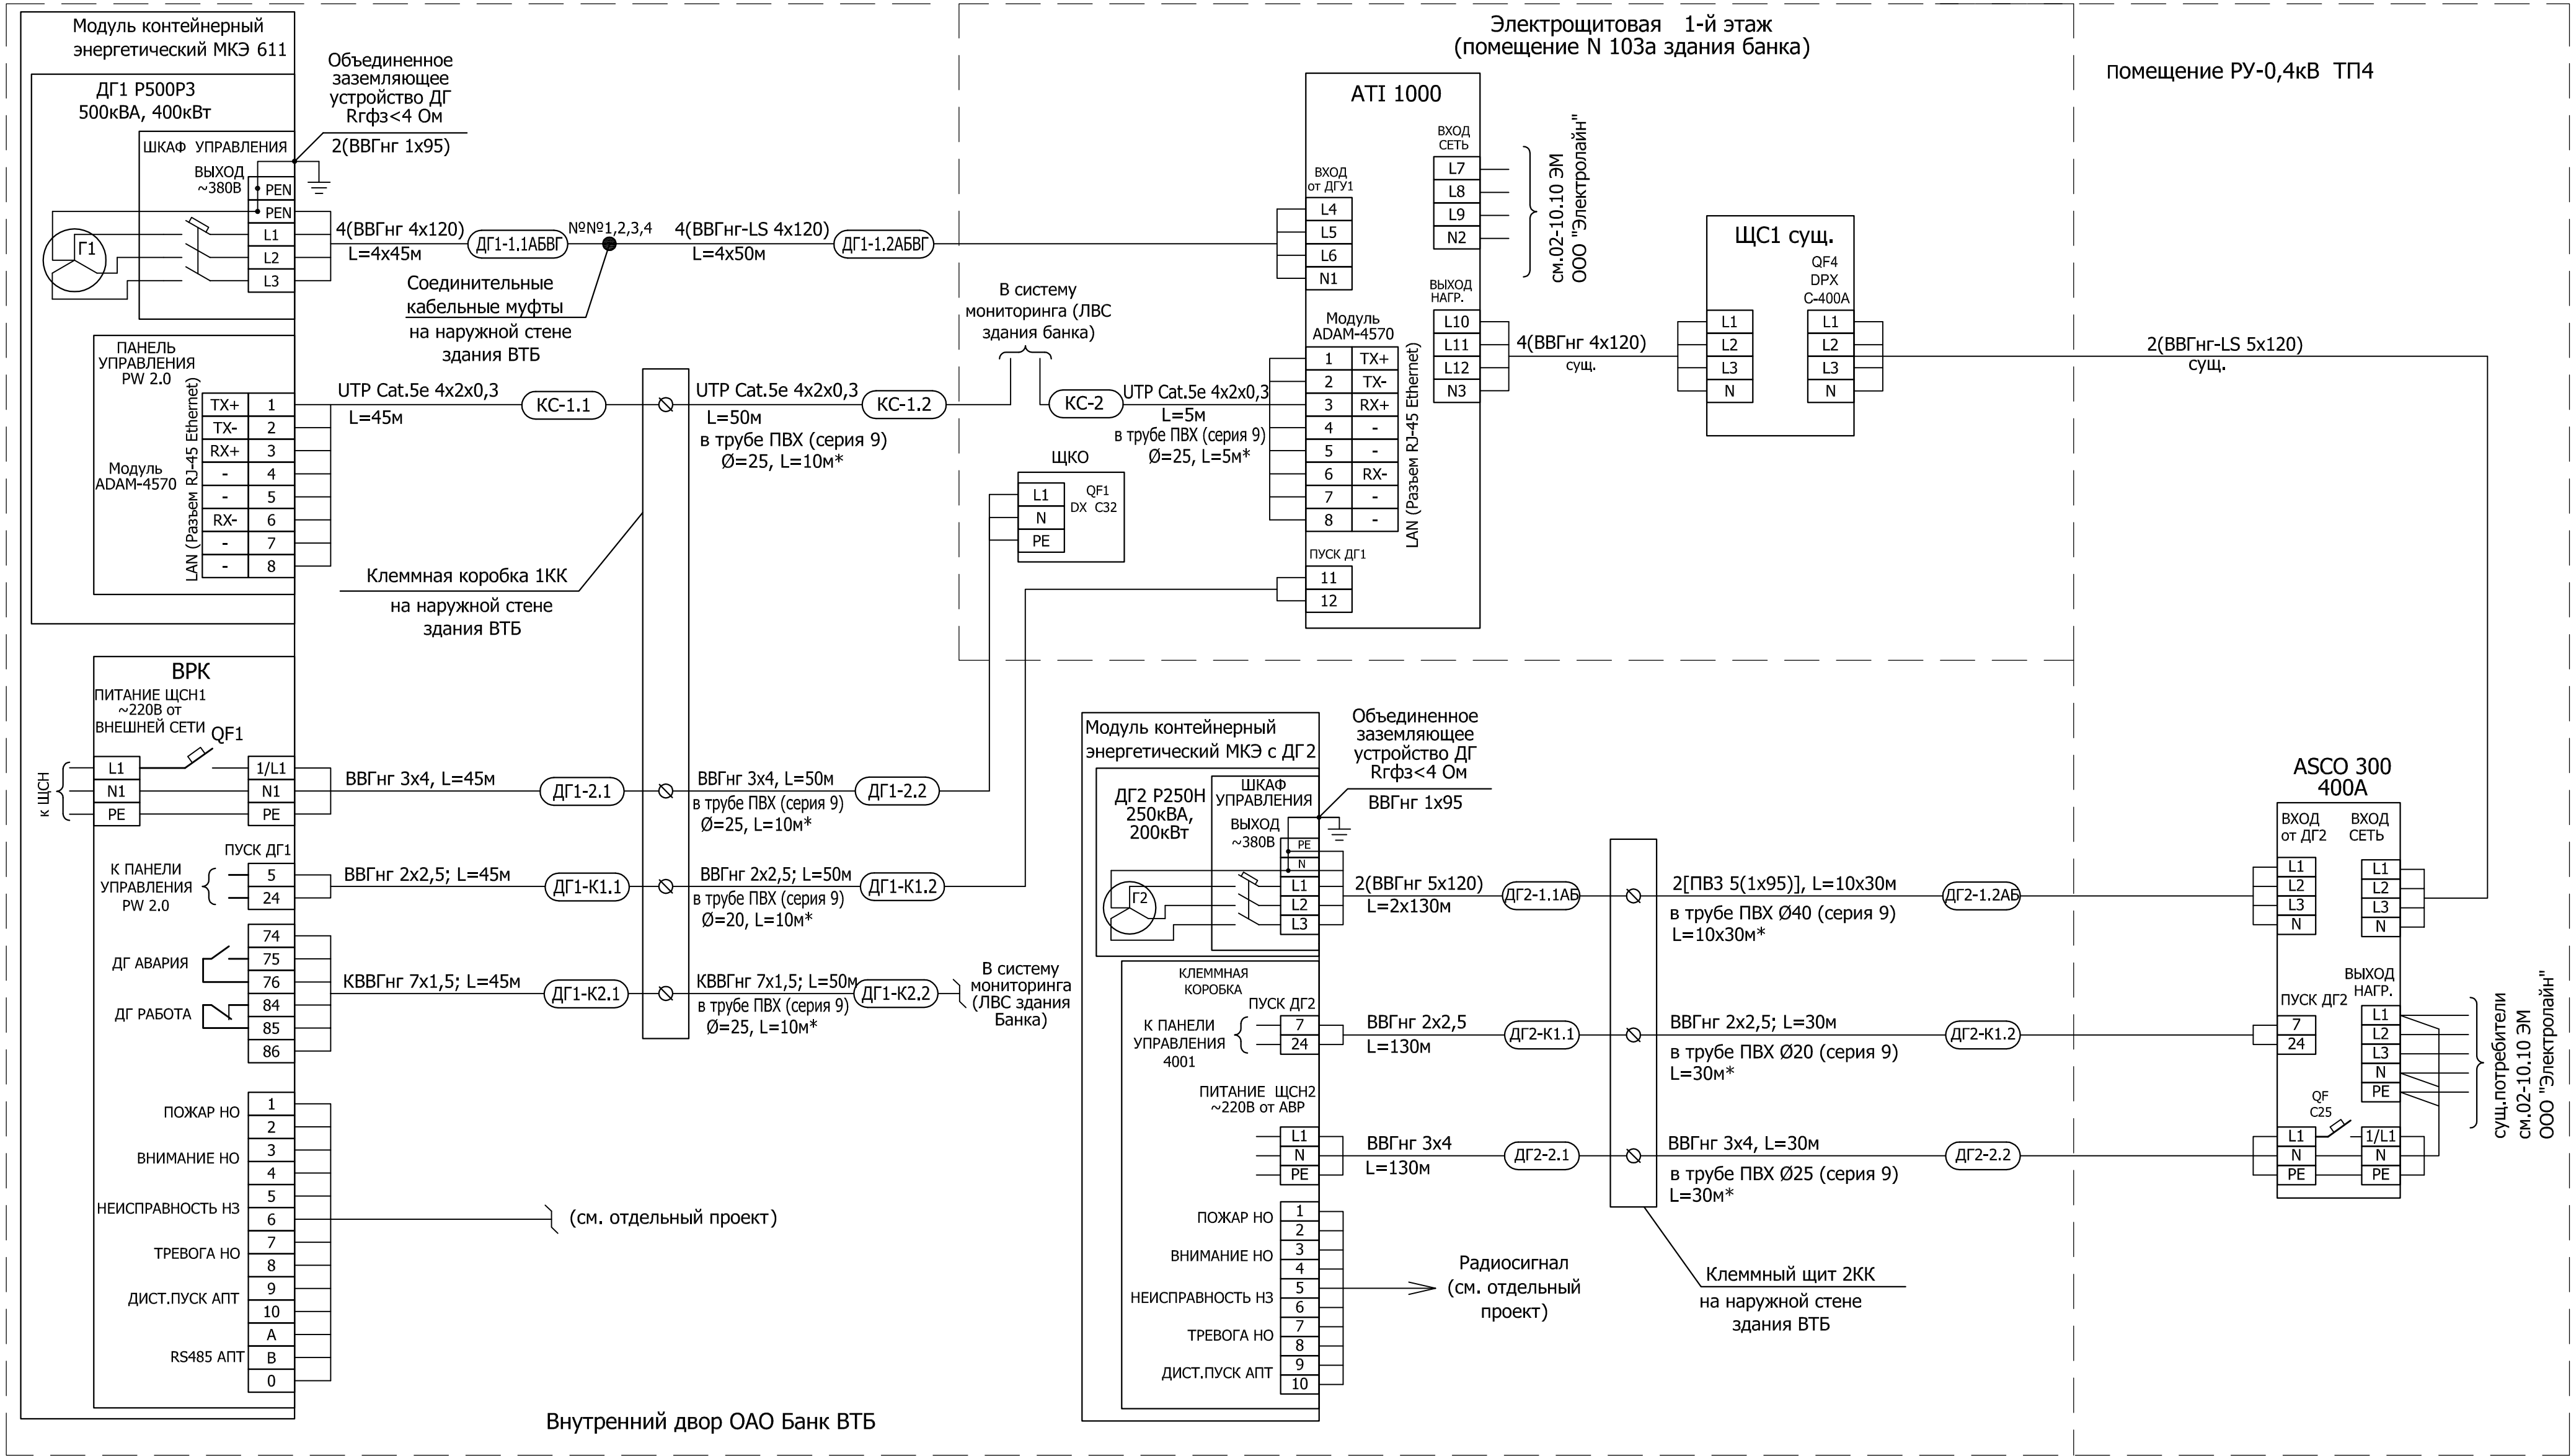 Модуль контейнерный
энергетический МКЭ 611
ДГ1 P500P3
500кВА, 400кВт
ШКАФ УПРАВЛЕНИЯ
ВЫХОД
~380В
PEN
PEN
L1
L2
L3
Г1
Объединенное
заземляющее
устройство ДГ
Rгфз<4 Ом
2(ВВГнг 1х95)
4(ВВГнг 4х120)
L=4х45м
ДГ1-1.1АБВГ
№№1,2,3,4
4(ВВГнг-LS 4х120)
L=4х50м
ДГ1-1.2АБВГ
Соединительные
кабельные муфты
на наружной стене
здания ВТБ
ПАНЕЛЬ
УПРАВЛЕНИЯ
PW 2.0
Модуль
ADAM-4570
LAN (Разъем RJ-45 Ethernet)
TX+ 1
TX- 2
RX+ 3
- 4
- 5
RX- 6
- 7
- 8
UTP Cat.5e 4х2х0,3
L=45м
КС-1.1
UTP Cat.5e 4х2х0,3
L=50м
в трубе ПВХ (серия 9)
Ø=25, L=10м*
КС-1.2
В систему
мониторинга (ЛВС
здания банка)
КС-2
UTP Cat.5e 4х2х0,3
L=5м
в трубе ПВХ (серия 9)
Ø=25, L=5м*
Клеммная коробка 1КК
на наружной стене
здания ВТБ
ЩКО
L1
N
PE
QF1
DX C32
Электрощитовая 1-й этаж
(помещение N 103а здания банка)
ATI 1000
ВХОД
от ДГУ1
L4
L5
L6
N1
ВХОД
СЕТЬ
L7
L8
L9
N2
см.02-10.10 ЭМ
ООО "Электролайн"
ВЫХОД
НАГР.
L10
L11
L12
N3
Модуль
ADAM-4570
1 TX+
2 TX-
3 RX+
4 -
5 -
6 RX-
7 -
8 -
LAN (Разъем RJ-45 Ethernet)
ПУСК ДГ1
11
12
4(ВВГнг 4х120)
сущ.
ЩС1 сущ.
QF4
DPX
C-400A
L1
L2
L3
N
L1
L2
L3
N
2(ВВГнг-LS 5х120)
сущ.
помещение РУ-0,4кВ ТП4
ВРК
ПИТАНИЕ ЩСН1
~220В от
ВНЕШНЕЙ СЕТИ
QF1
к ЩСН
L1
N1
PE
1/L1
N1
PE
ВВГнг 3х4, L=45м
ДГ1-2.1
ВВГнг 3х4, L=50м
в трубе ПВХ (серия 9)
Ø=25, L=10м*
ДГ1-2.2
ПУСК ДГ1
К ПАНЕЛИ
УПРАВЛЕНИЯ
PW 2.0
5
24
ВВГнг 2х2,5; L=45м
ДГ1-К1.1
ВВГнг 2х2,5; L=50м
в трубе ПВХ (серия 9)
Ø=20, L=10м*
ДГ1-К1.2
ДГ АВАРИЯ
ДГ РАБОТА
74
75
76
84
85
86
КВВГнг 7х1,5; L=45м
ДГ1-К2.1
КВВГнг 7х1,5; L=50м
в трубе ПВХ (серия 9)
Ø=25, L=10м*
ДГ1-К2.2
В систему
мониторинга
(ЛВС здания
Банка)
ПОЖАР НО
ВНИМАНИЕ НО
НЕИСПРАВНОСТЬ НЗ
ТРЕВОГА НО
ДИСТ.ПУСК АПТ
RS485 АПТ
1
2
3
4
5
6
7
8
9
10
A
B
0
(см. отдельный проект)
Внутренний двор ОАО Банк ВТБ
Модуль контейнерный
энергетический МКЭ с ДГ2
ДГ2 P250H
250кВА,
200кВт
ШКАФ
УПРАВЛЕНИЯ
ВЫХОД
~380В
PE
N
L1
L2
L3
Г2
Объединенное
заземляющее
устройство ДГ
Rгфз<4 Ом
ВВГнг 1х95
2(ВВГнг 5х120)
L=2х130м
ДГ2-1.1АБ
2[ПВ3 5(1х95)], L=10х30м
в трубе ПВХ Ø40 (серия 9)
L=10х30м*
ДГ2-1.2АБ
КЛЕММНАЯ
КОРОБКА
ПУСК ДГ2
К ПАНЕЛИ
УПРАВЛЕНИЯ
4001
7
24
ВВГнг 2х2,5
L=130м
ДГ2-К1.1
ВВГнг 2х2,5; L=30м
в трубе ПВХ Ø20 (серия 9)
L=30м*
ДГ2-К1.2
ПИТАНИЕ ЩСН2
~220В от АВР
L1
N
PE
ВВГнг 3х4
L=130м
ДГ2-2.1
ВВГнг 3х4, L=30м
в трубе ПВХ Ø25 (серия 9)
L=30м*
ДГ2-2.2
ПОЖАР НО
ВНИМАНИЕ НО
НЕИСПРАВНОСТЬ НЗ
ТРЕВОГА НО
ДИСТ.ПУСК АПТ
1
2
3
4
5
6
7
8
9
10
Радиосигнал
(см. отдельный
проект)
Клеммный щит 2КК
на наружной стене
здания ВТБ
ASCO 300
400А
ВХОД
от ДГ2
L1
L2
L3
N
ВХОД
СЕТЬ
L1
L2
L3
N
ПУСК ДГ2
7
24
ВЫХОД
НАГР.
L1
L2
L3
N
PE
QF
C25
L1
N
PE
1/L1
N
PE
сущ.потребители
см.02-10.10 ЭМ
ООО "Электролайн"